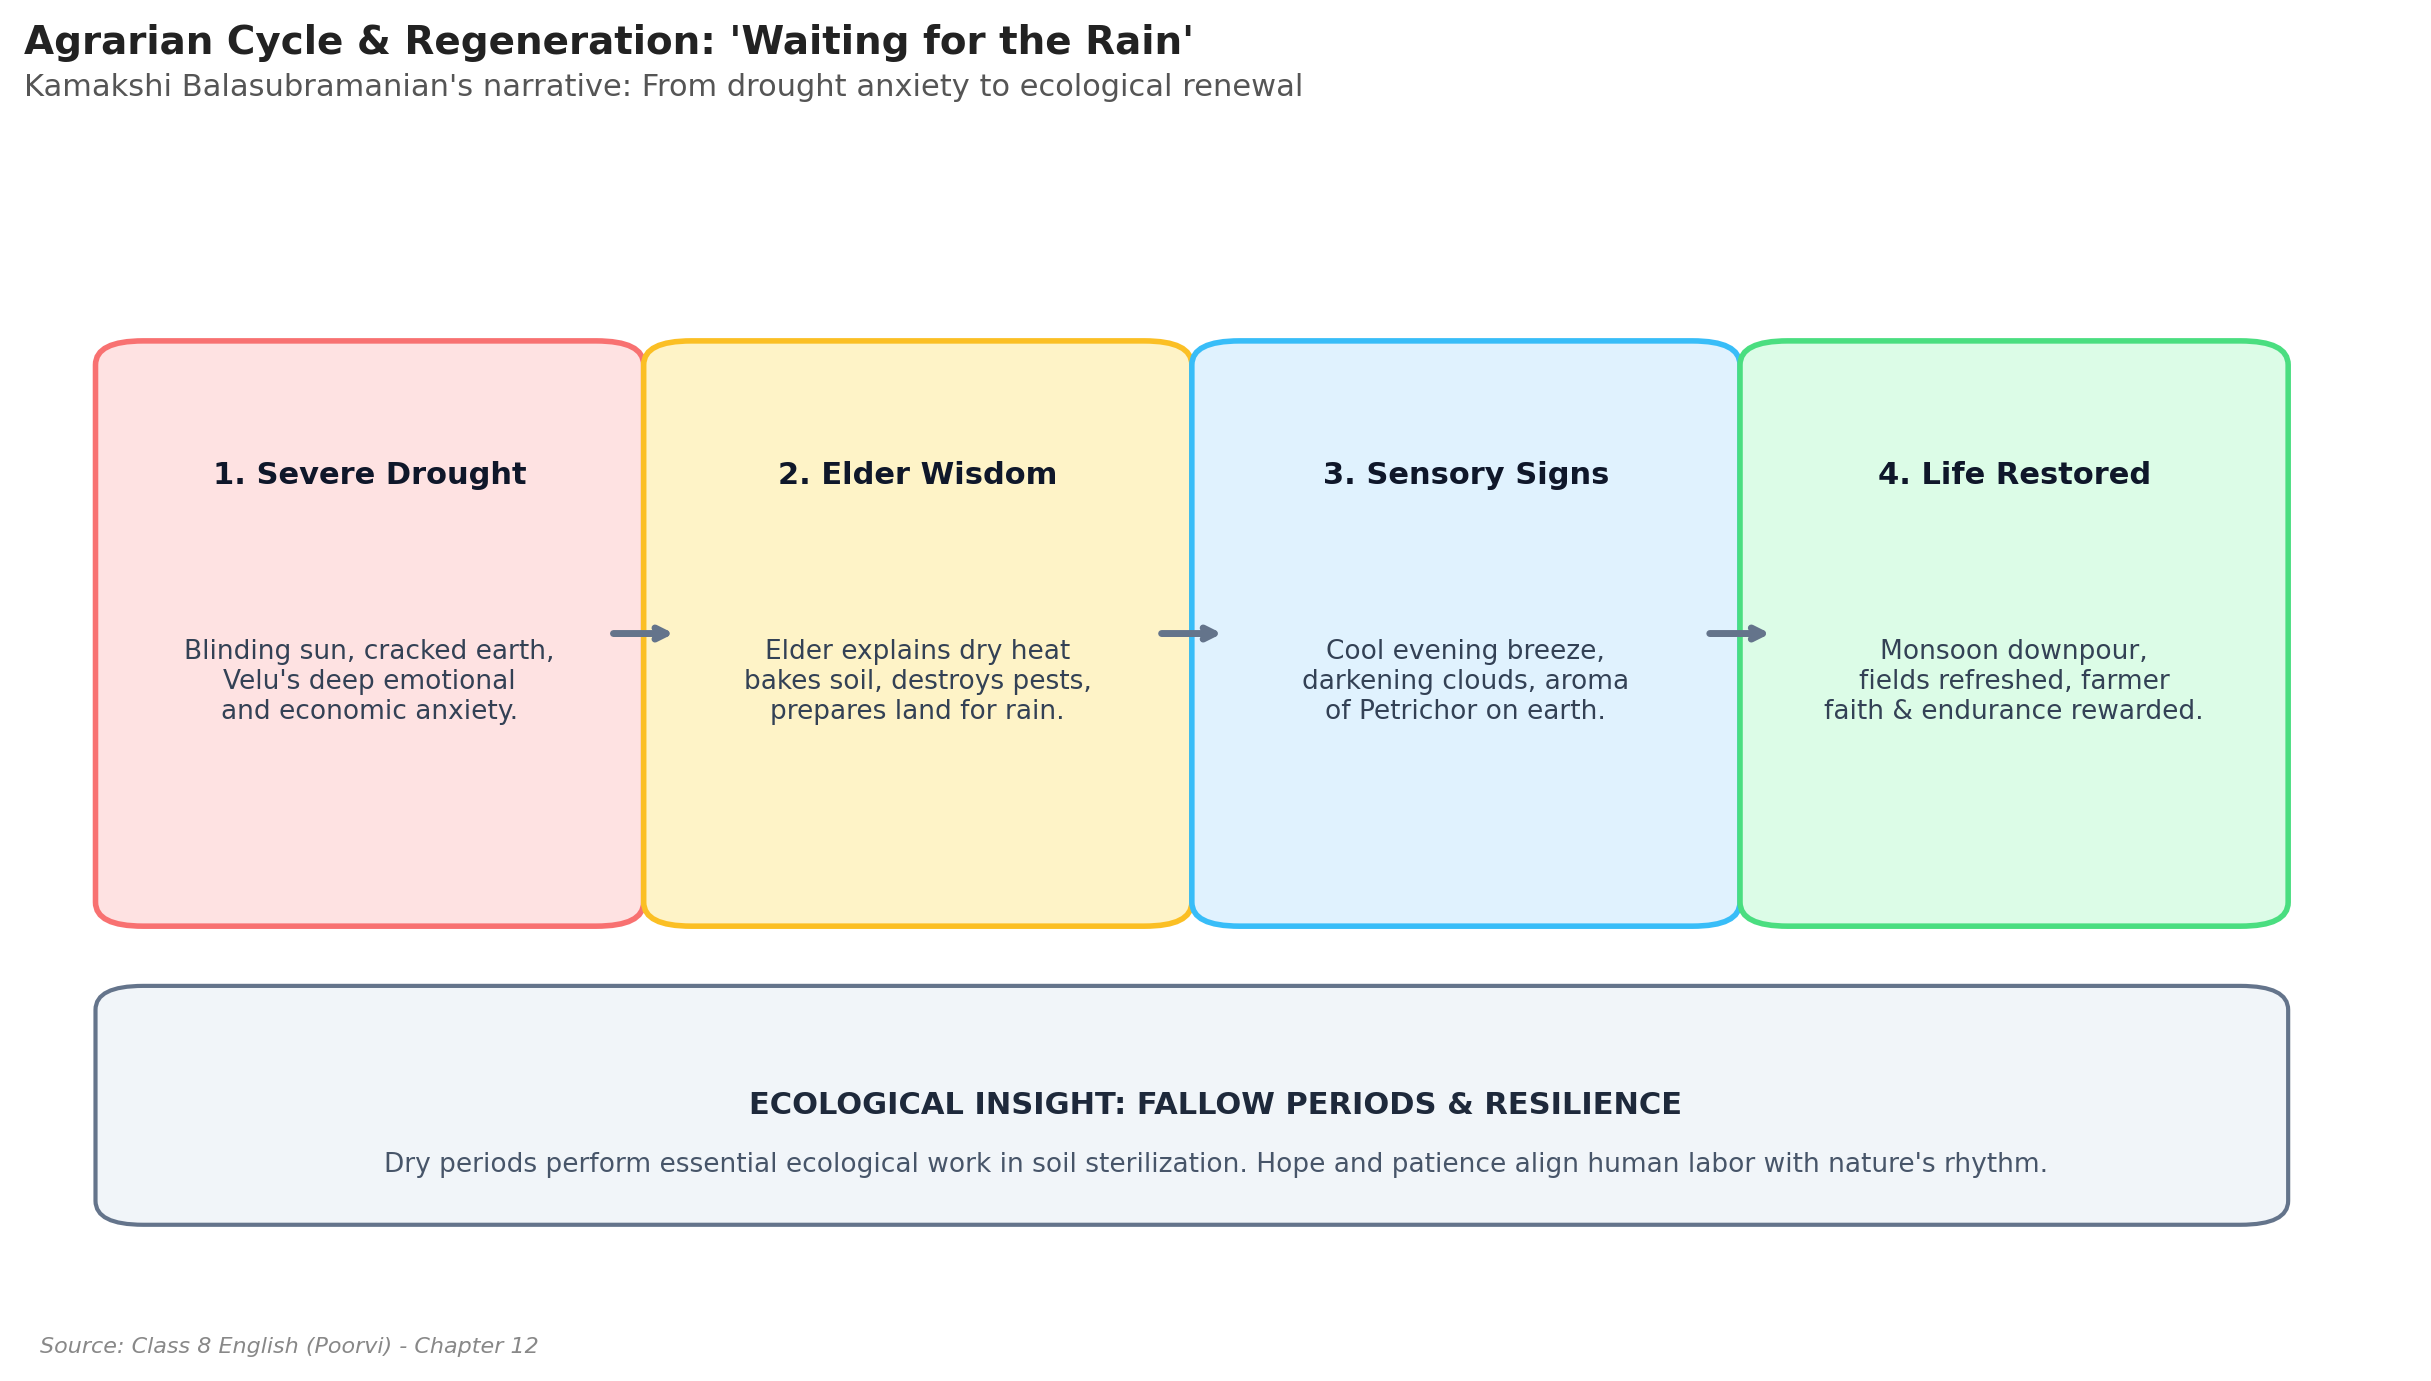 Agrarian Cycle & Regeneration: 'Waiting for the Rain'
Kamakshi Balasubramanian's narrative: From drought anxiety to ecological renewal
1. Severe Drought
Blinding sun, cracked earth,
Velu's deep emotional
and economic anxiety.
2. Elder Wisdom
Elder explains dry heat
bakes soil, destroys pests,
prepares land for rain.
3. Sensory Signs
Cool evening breeze,
darkening clouds, aroma
of Petrichor on earth.
4. Life Restored
Monsoon downpour,
fields refreshed, farmer
faith & endurance rewarded.
ECOLOGICAL INSIGHT: FALLOW PERIODS & RESILIENCE
Dry periods perform essential ecological work in soil sterilization. Hope and patience align human labor with nature's rhythm.
Source: Class 8 English (Poorvi) - Chapter 12